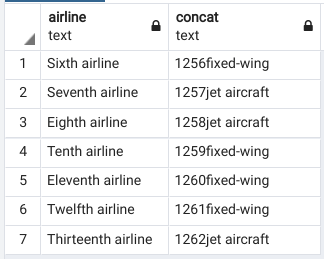 airline concat
text text
1 Sixth airline 1256fixed-wing
2 Seventh airline 1257jet aircraft
3 Eighth airline 1258jet aircraft
4 Tenth airline 1259fixed-wing
5 Eleventh airline 1260fixed-wing
6 Twelfth airline 1261fixed-wing
7 Thirteenth airline 1262jet aircraft